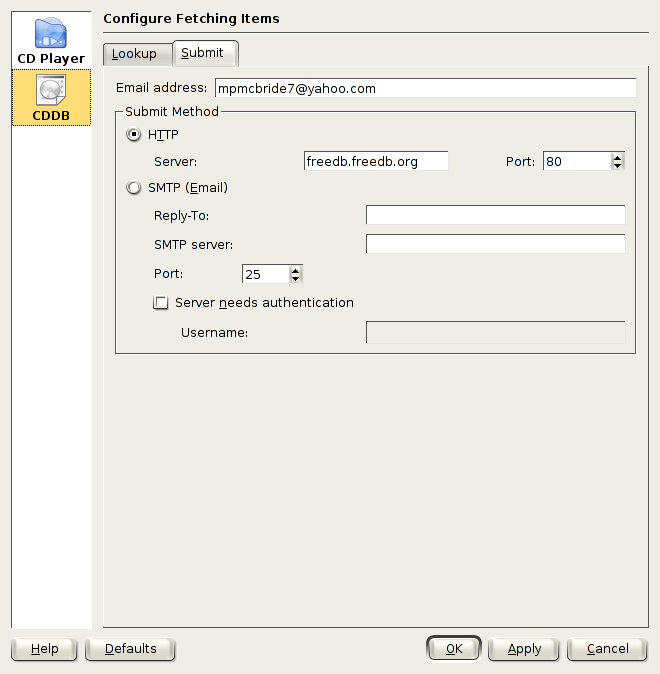 Configure Fetching Items
CD Player
CDDB
Lookup Submit
Email address: mpmcbride7@yahoo.com
Submit Method
HTTP
Server: freedb.freedb.org Port: 80
SMTP (Email)
Reply-To:
SMTP server:
Port: 25
Server needs authentication
Username:
Help Defaults OK Apply Cancel